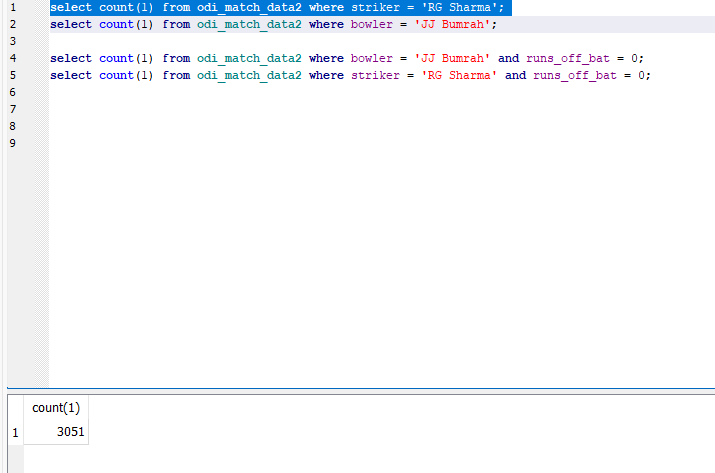 1 select count(1) from odi_match_data2 where striker = 'RG Sharma';
2 select count(1) from odi_match_data2 where bowler = 'JJ Bumrah';
3
4 select count(1) from odi_match_data2 where bowler = 'JJ Bumrah' and runs_off_bat = 0;
5 select count(1) from odi_match_data2 where striker = 'RG Sharma' and runs_off_bat = 0;
6
7
8
9
count(1)
1 3051